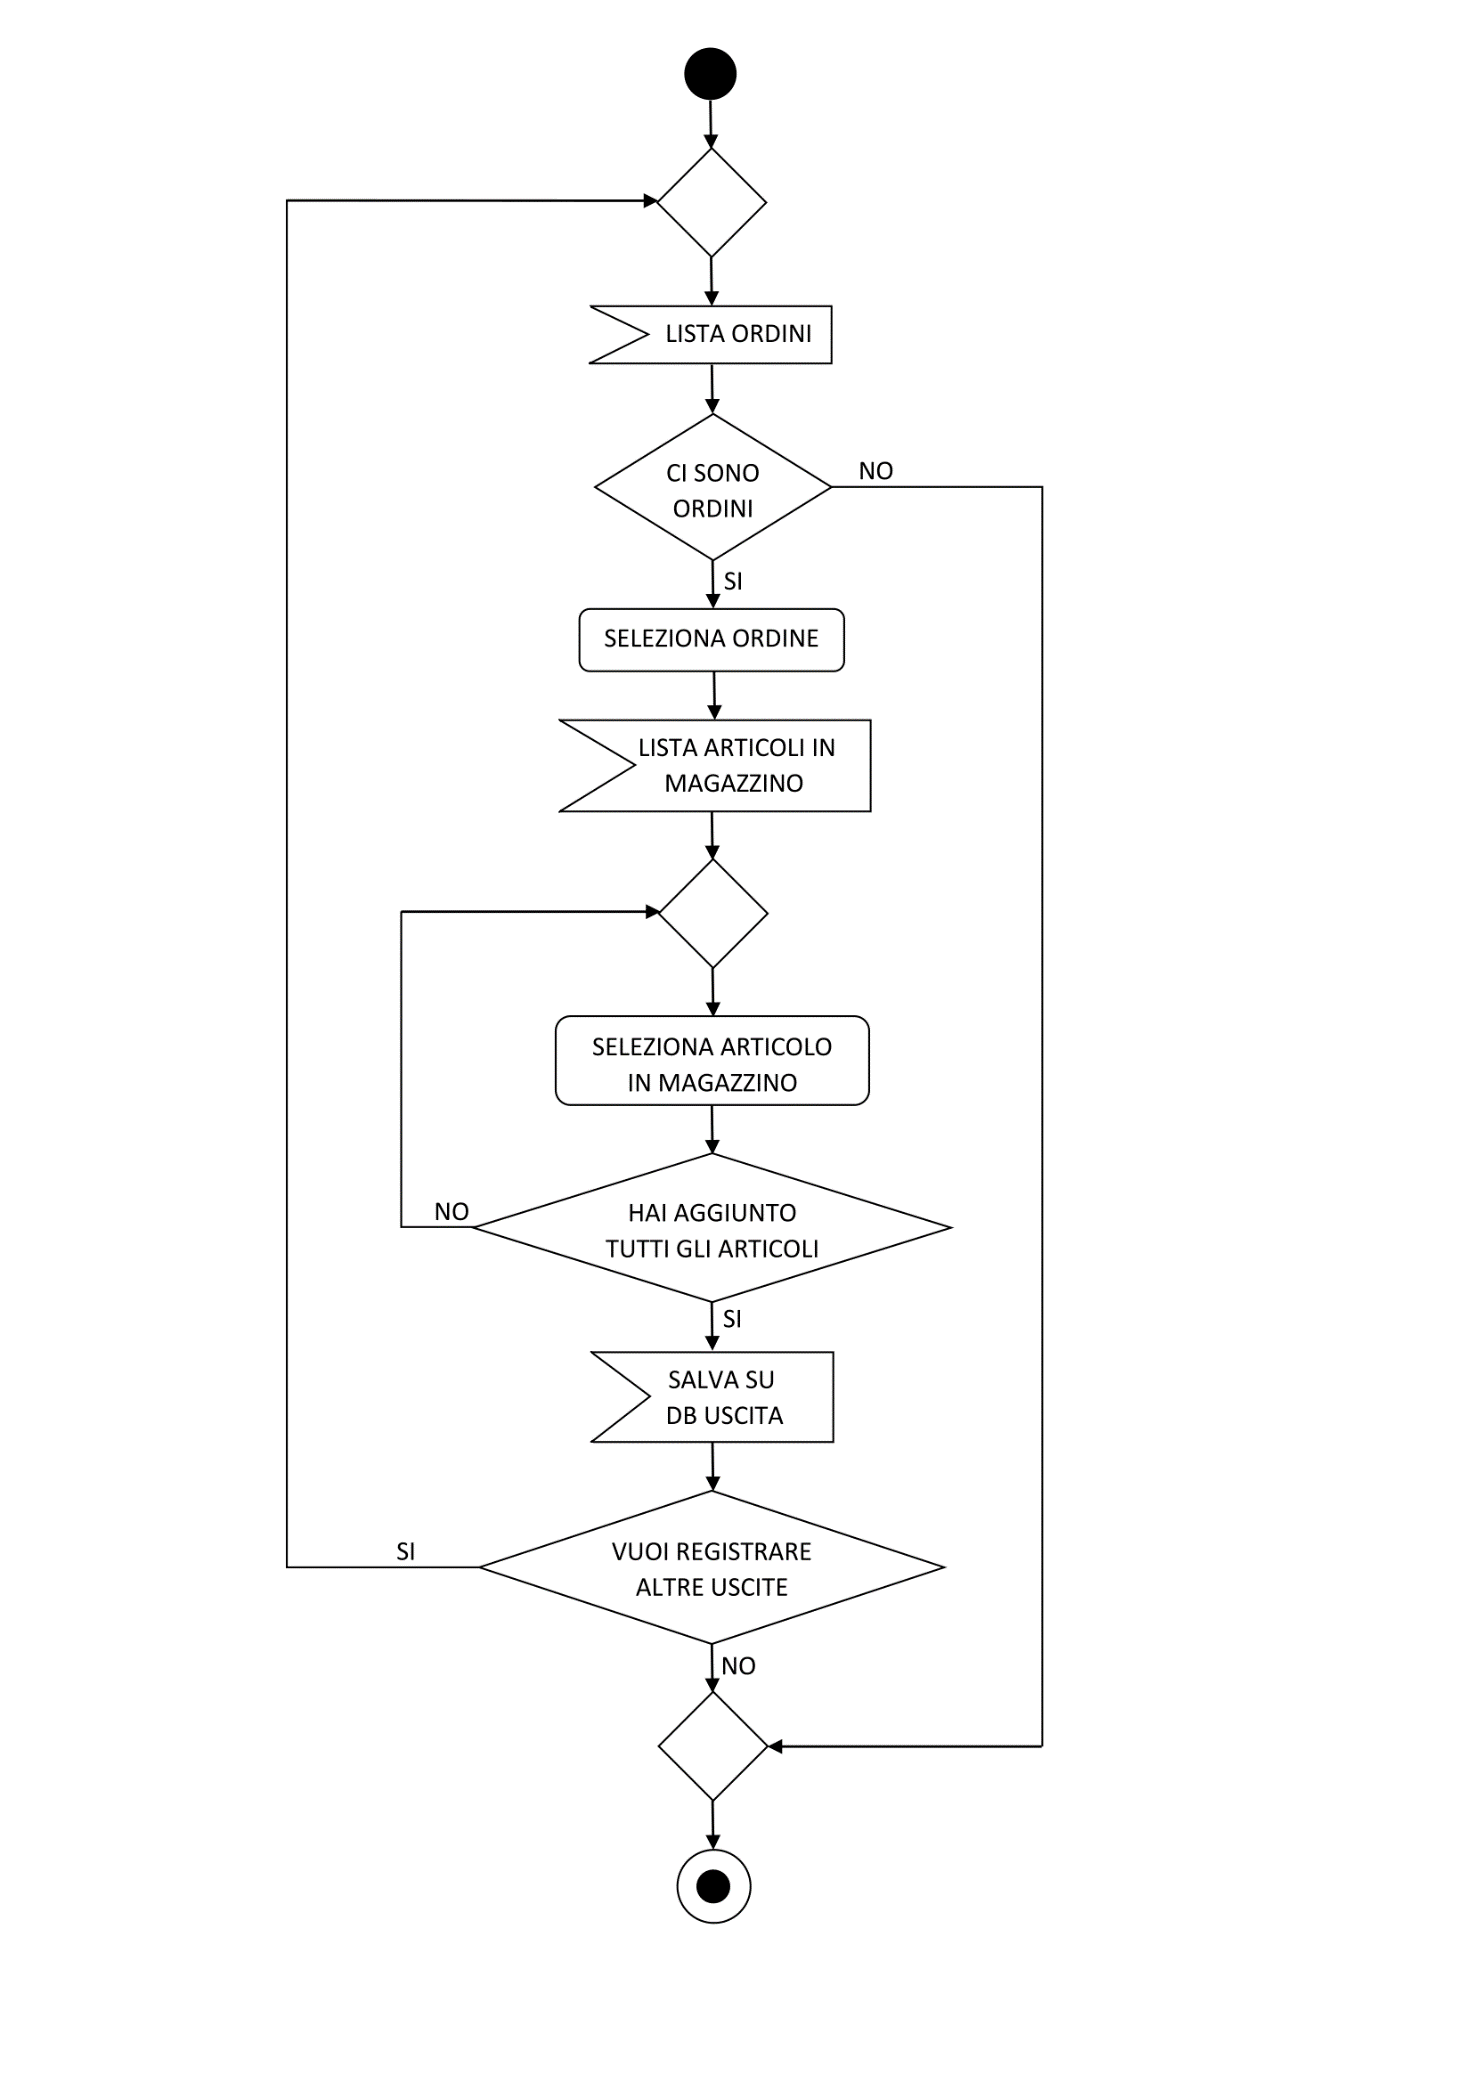 LISTA ORDINI
CI SONO
ORDINI
NO
SI
SELEZIONA ORDINE
LISTA ARTICOLI IN
MAGAZZINO
SELEZIONA ARTICOLO
IN MAGAZZINO
HAI AGGIUNTO
TUTTI GLI ARTICOLI
NO
SI
SALVA SU
DB USCITA
VUOI REGISTRARE
ALTRE USCITE
SI
NO